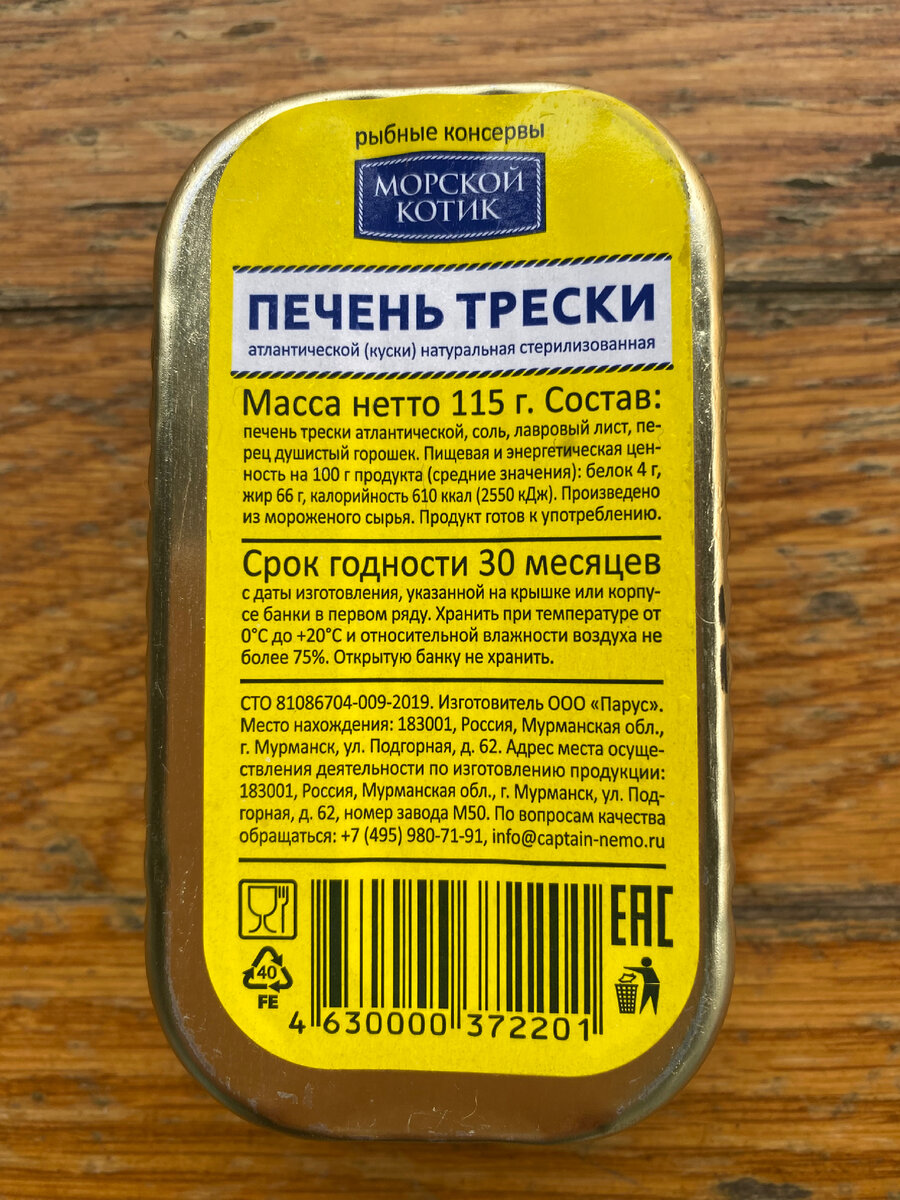 рыбные консервы
МОРСКОЙ
КОТИК
ПЕЧЕНЬ ТРЕСКИ
атлантической (куски) натуральная стерилизованная
Масса нетто 115 г. Состав:
печень трески атлантической, соль, лавровый лист, пе-
рец душистый горошек. Пищевая и энергетическая цен-
ность на 100 г продукта (средние значения): белок 4 г,
жир 66 г, калорийность 610 ккал (2550 кДж). Произведено
из мороженого сырья. Продукт готов к употреблению.
Срок годности 30 месяцев
с даты изготовления, указанной на крышке или корпу-
се банки в первом ряду. Хранить при температуре от
0°С до +20°С и относительной влажности воздуха не
более 75%. Открытую банку не хранить.
СТО 81086704-009-2019. Изготовитель ООО «Парус».
Место нахождения: 183001, Россия, Мурманская обл.,
г. Мурманск, ул. Подгорная, д. 62. Адрес места осуще-
ствления деятельности по изготовлению продукции:
183001, Россия, Мурманская обл., г. Мурманск, ул. Под-
горная, д. 62, номер завода М50. По вопросам качества
обращаться: +7 (495) 980-71-91, info@captain-nemo.ru
EAC
40
FE
4 630000 372201